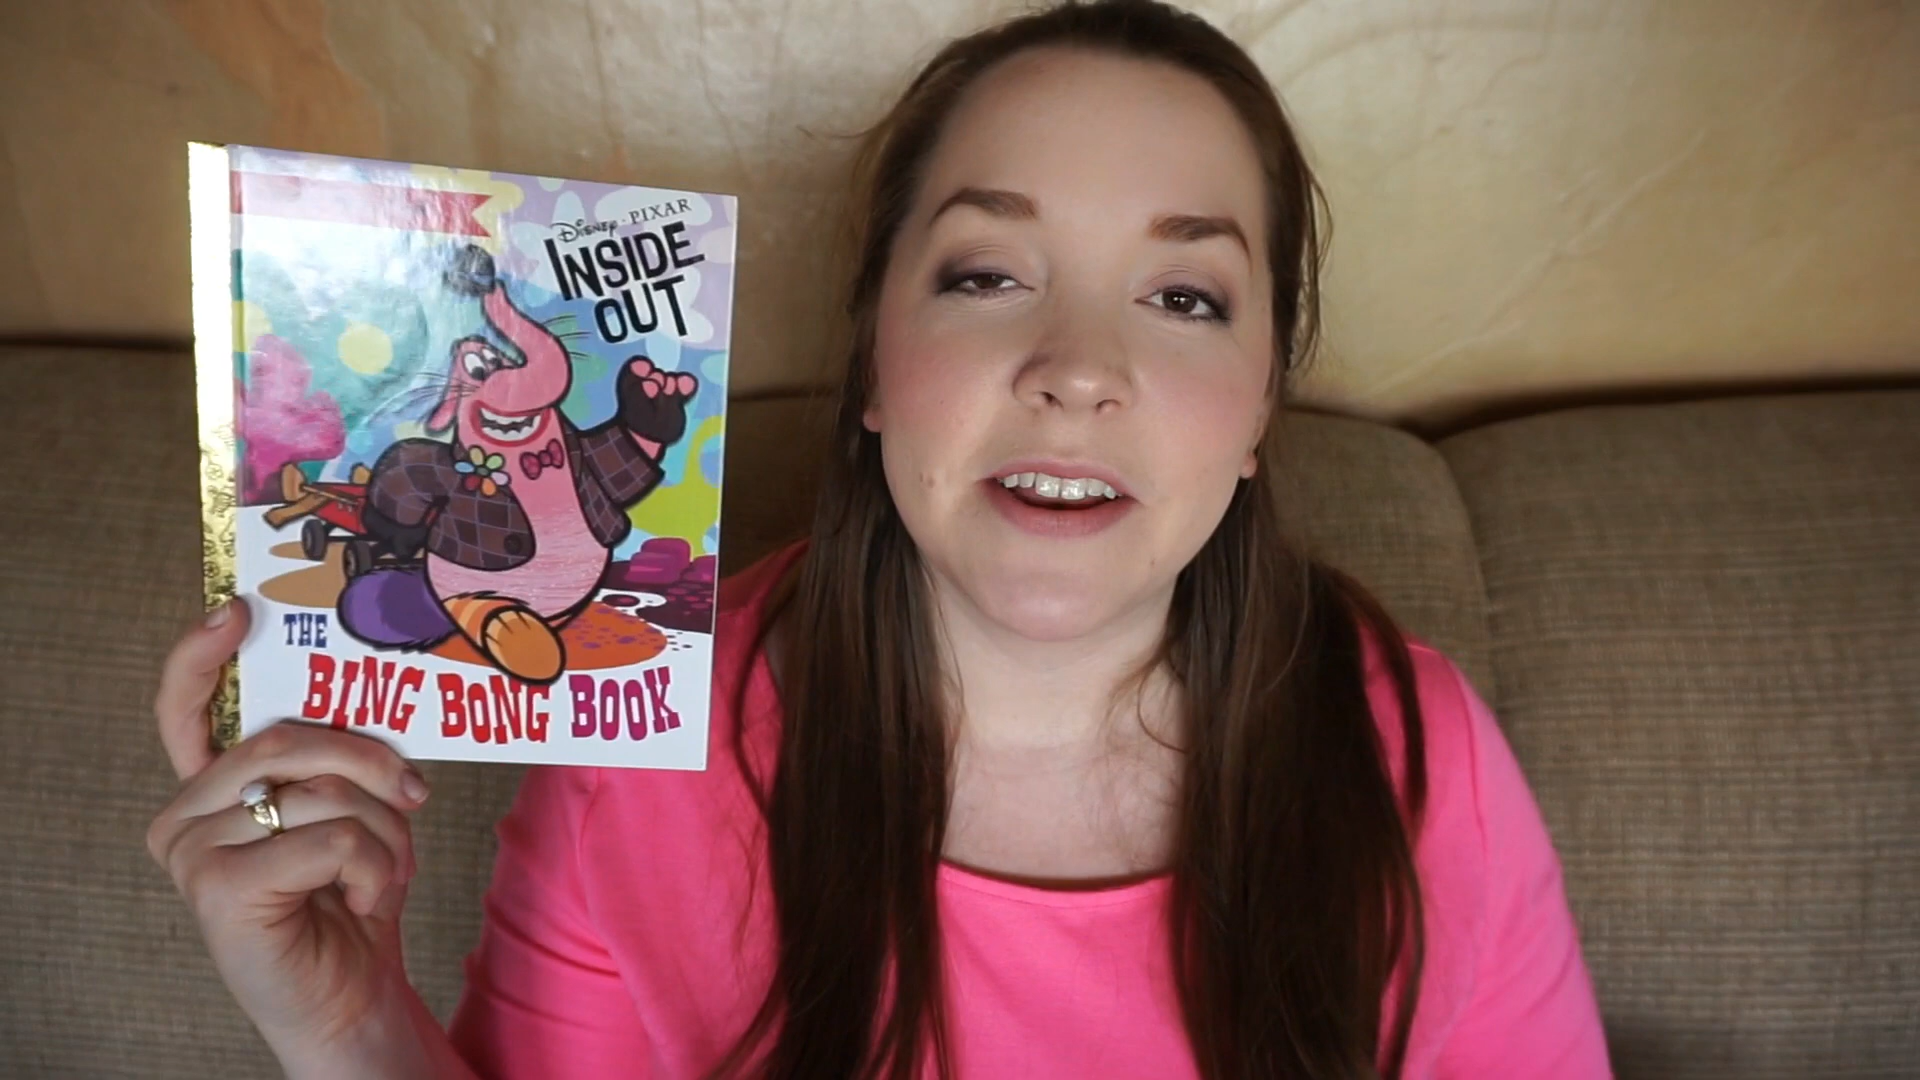 DISNEY · PIXAR
INSIDE
OUT
THE
BING BONG BOOK